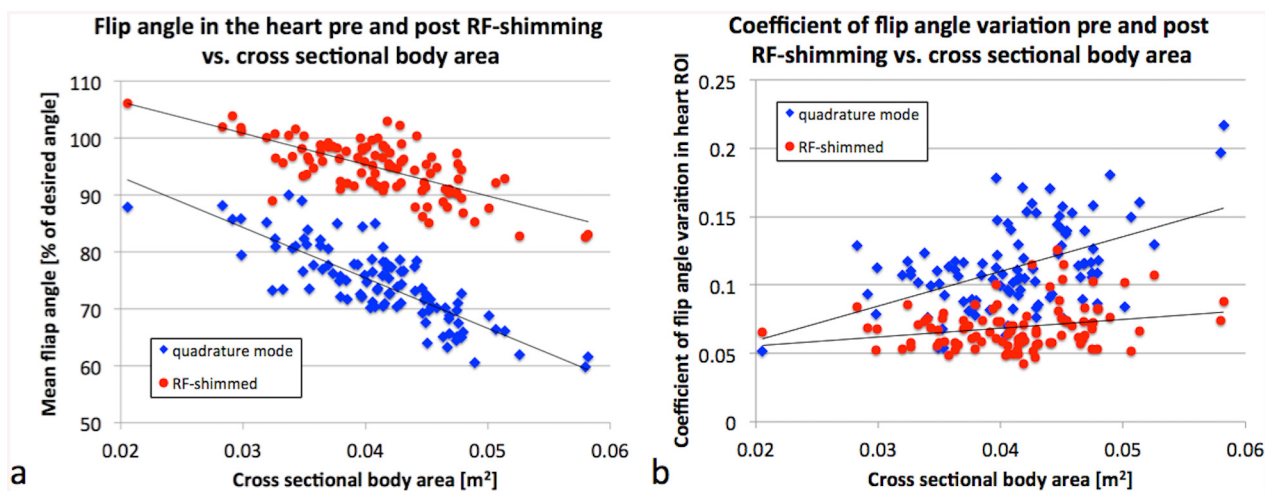 Flip angle in the heart pre and post RF-shimming
vs. cross sectional body area
110
100
90
80
70
60
50
Mean fliap angle [% of desired angle]
quadrature mode
RF-shimmed
0.02
0.03
0.04
0.05
0.06
Cross sectional body area [m²]
a
Coefficient of flip angle variation pre and post
RF-shimming vs. cross sectional body area
0.25
0.2
0.15
0.1
0.05
0
Coefficient of flip angle varation in heart ROI
quadrature mode
RF-shimmed
0.02
0.03
0.04
0.05
0.06
Cross sectional body area [m²]
b